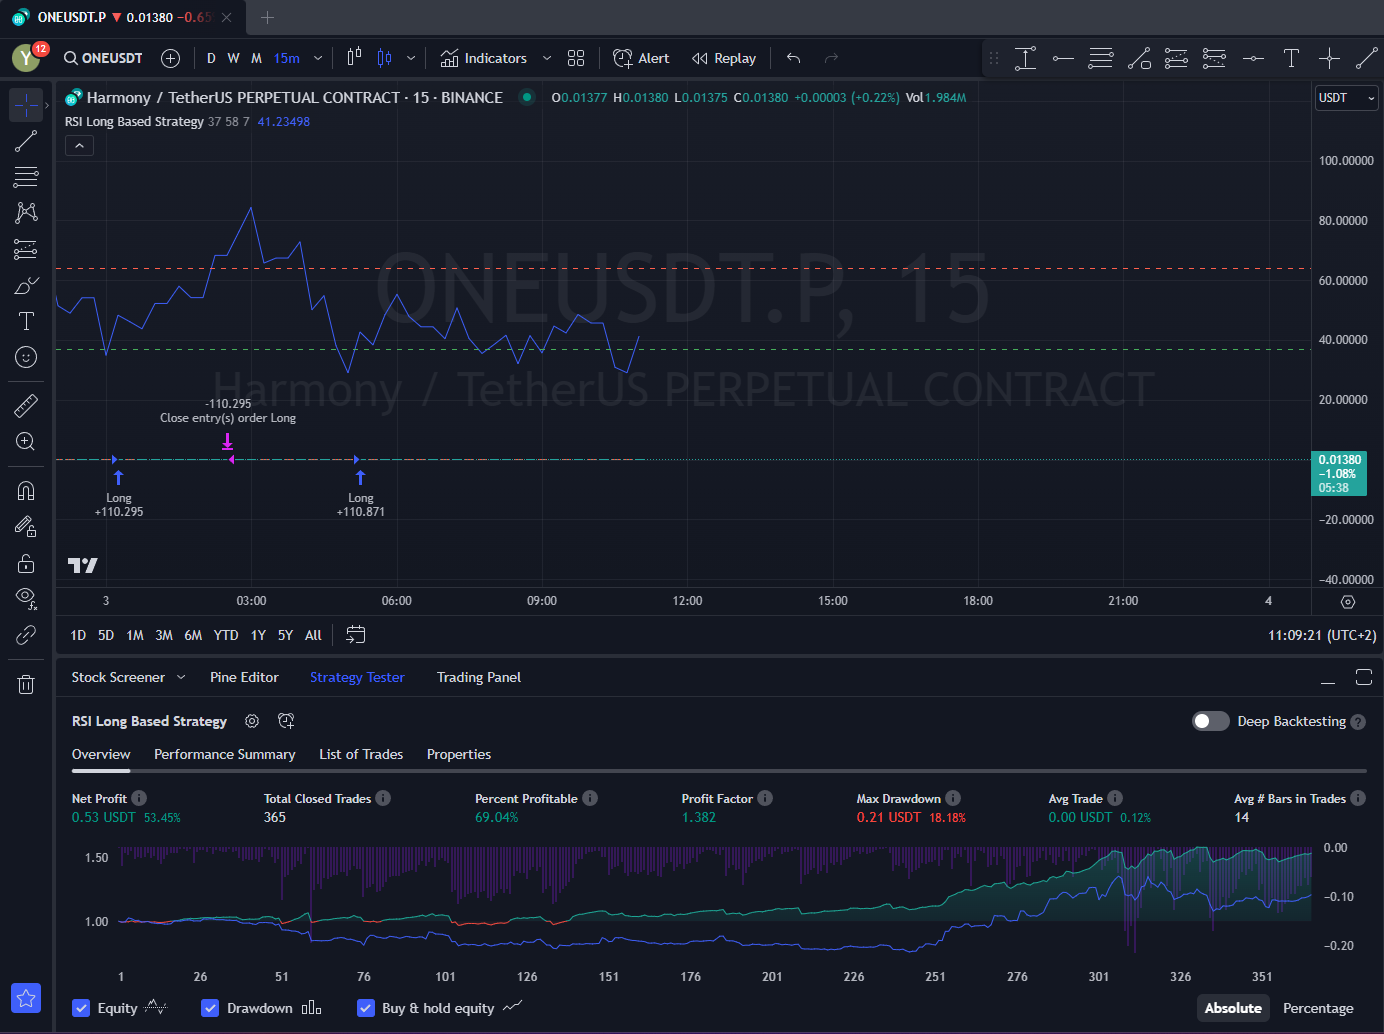 ONEUSDT.P ▼ 0.01380 −0.65
Y 12 ONEUSDT D W M 15m Indicators Alert Replay
Harmony / TetherUS PERPETUAL CONTRACT · 15 · BINANCE O0.01377 H0.01380 L0.01375 C0.01380 +0.00003 (+0.22%) Vol1.984M
USDT
RSI Long Based Strategy 37 58 7 41.23498
100.00000
80.00000
60.00000
40.00000
20.00000
ONEUSDT.P, 15
Harmony / TetherUS PERPETUAL CONTRACT
-110.295
Close entry(s) order Long
0.01380
−1.08%
05:38
Long
+110.295
Long
+110.871
−20.00000
−40.00000
3 03:00 06:00 09:00 12:00 15:00 18:00 21:00 4
1D 5D 1M 3M 6M YTD 1Y 5Y All 11:09:21 (UTC+2)
Stock Screener Pine Editor Strategy Tester Trading Panel
RSI Long Based Strategy Deep Backtesting
Overview Performance Summary List of Trades Properties
Net Profit Total Closed Trades Percent Profitable Profit Factor Max Drawdown Avg Trade Avg # Bars in Trades
0.53 USDT 53.45% 365 69.04% 1.382 0.21 USDT 18.18% 0.00 USDT 0.12% 14
1.50
1.00
0.00
−0.10
−0.20
1 26 51 76 101 126 151 176 201 226 251 276 301 326 351
Equity Drawdown Buy & hold equity Absolute Percentage